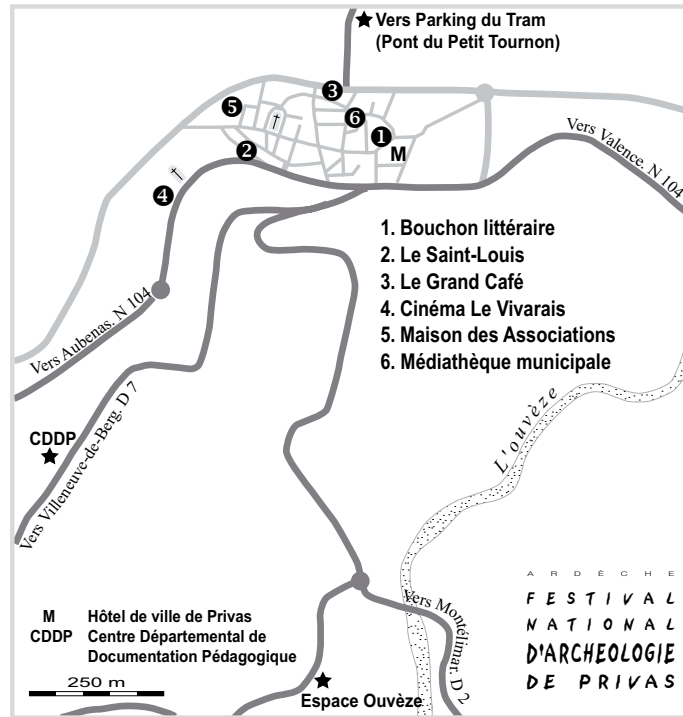 Vers Parking du Tram
(Pont du Petit Tournon)
3
5
6
1
M
2
4
Vers Valence. N 104
Vers Aubenas. N 104
1. Bouchon littéraire
2. Le Saint-Louis
3. Le Grand Café
4. Cinéma Le Vivarais
5. Maison des Associations
6. Médiathèque municipale
CDDP
Vers Villeneuve-de-Berg. D 7
L'ouvèze
Vers Montélimar. D 2
M Hôtel de ville de Privas
CDDP Centre Départemental de
Documentation Pédagogique
250 m
Espace Ouvèze
ARDÈCHE
FESTIVAL
NATIONAL
D'ARCHEOLOGIE
DE PRIVAS